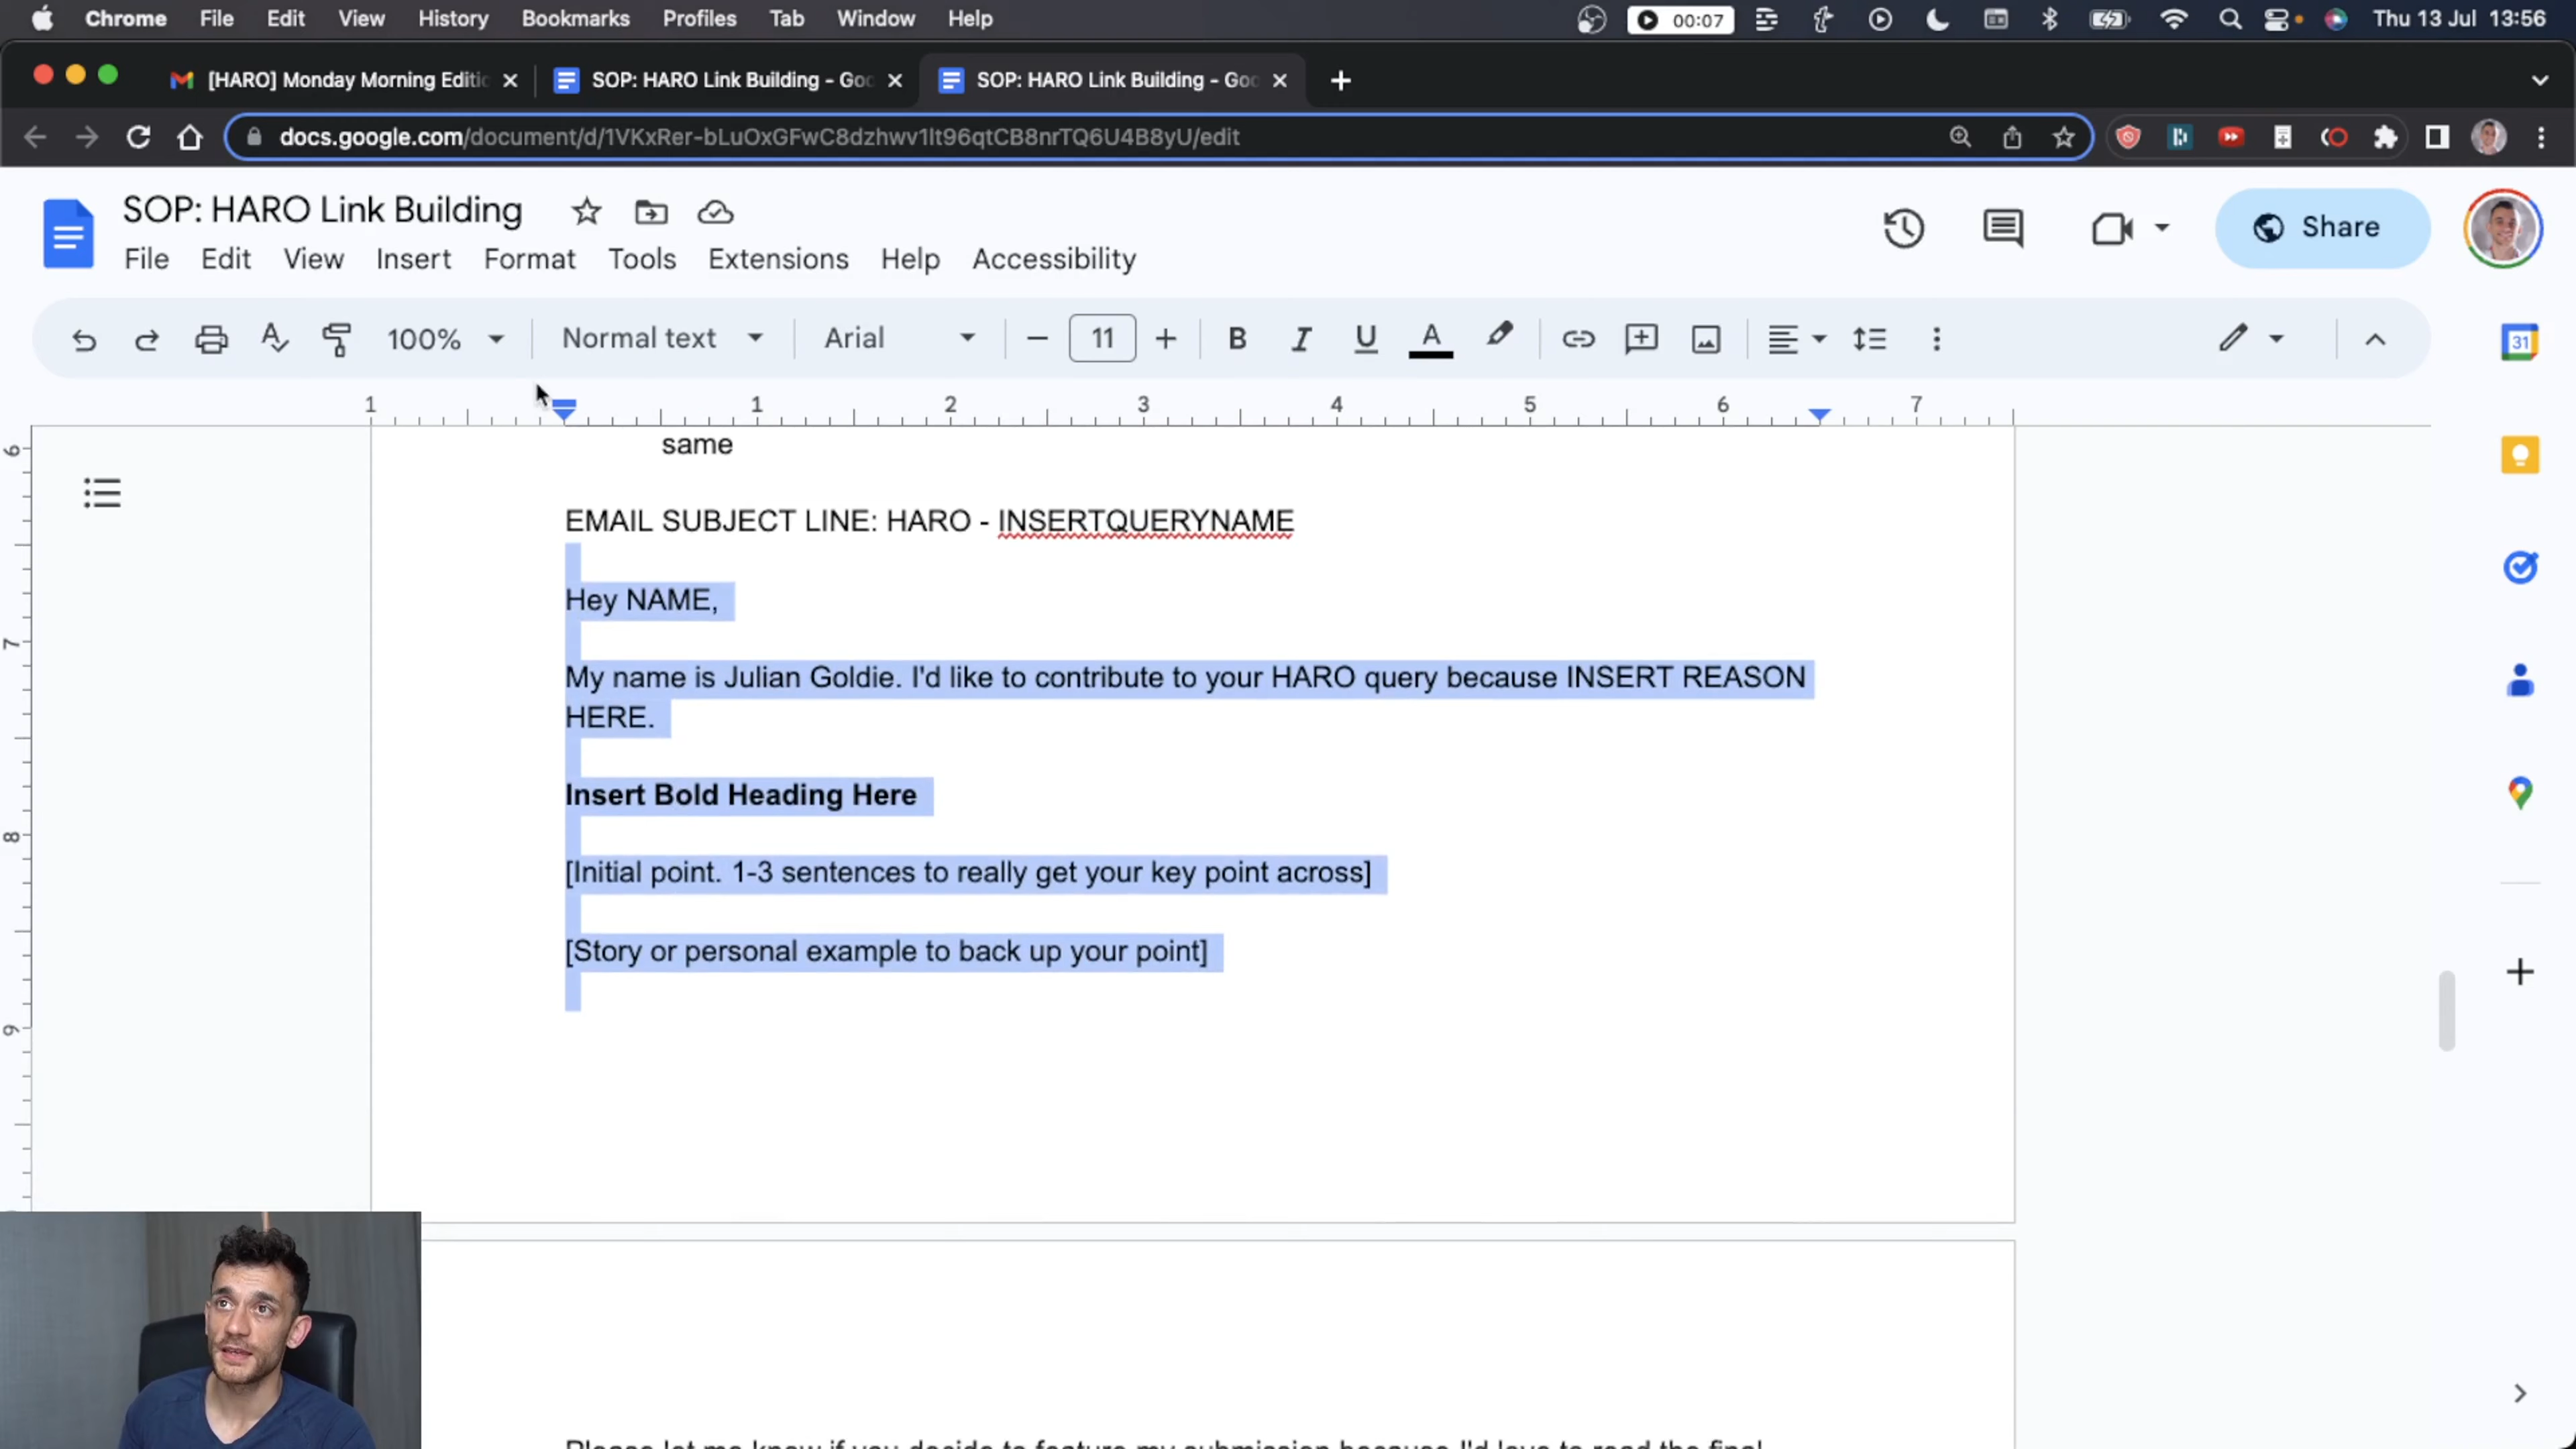 Chrome File Edit View History Bookmarks Profiles Tab Window Help 00:07 Thu 13 Jul 13:56
[HARO] Monday Morning Editio SOP: HARO Link Building - Goo SOP: HARO Link Building - Goo
docs.google.com/document/d/1VKxRer-bLuOxGFwC8dzhwv1lt96qtCB8nrTQ6U4B8yU/edit
SOP: HARO Link Building
Share
File Edit View Insert Format Tools Extensions Help Accessibility
100% Normal text Arial 11 B I U A
31
1 1 2 3 4 5 6 7
6
same
EMAIL SUBJECT LINE: HARO - INSERTQUERYNAME
Hey NAME,
7
My name is Julian Goldie. I'd like to contribute to your HARO query because INSERT REASON
HERE.
Insert Bold Heading Here
8
[Initial point. 1-3 sentences to really get your key point across]
[Story or personal example to back up your point]
9
Please let me know if you decide to feature my submission because I'd love to read the final